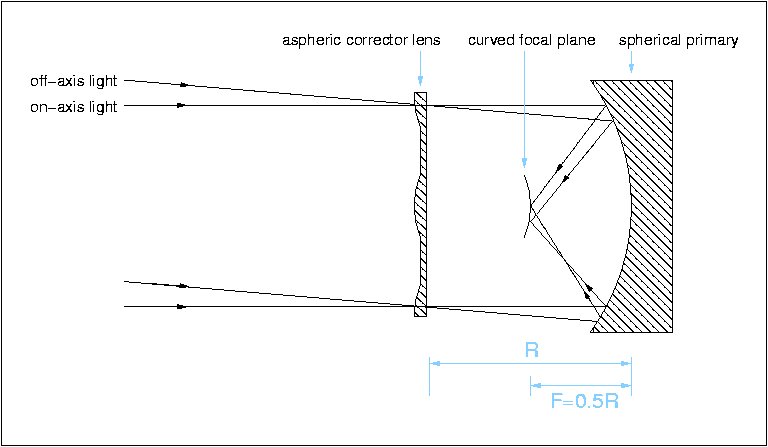 aspheric corrector lens
curved focal plane
spherical primary
off-axis light
on-axis light
R
F=0.5R